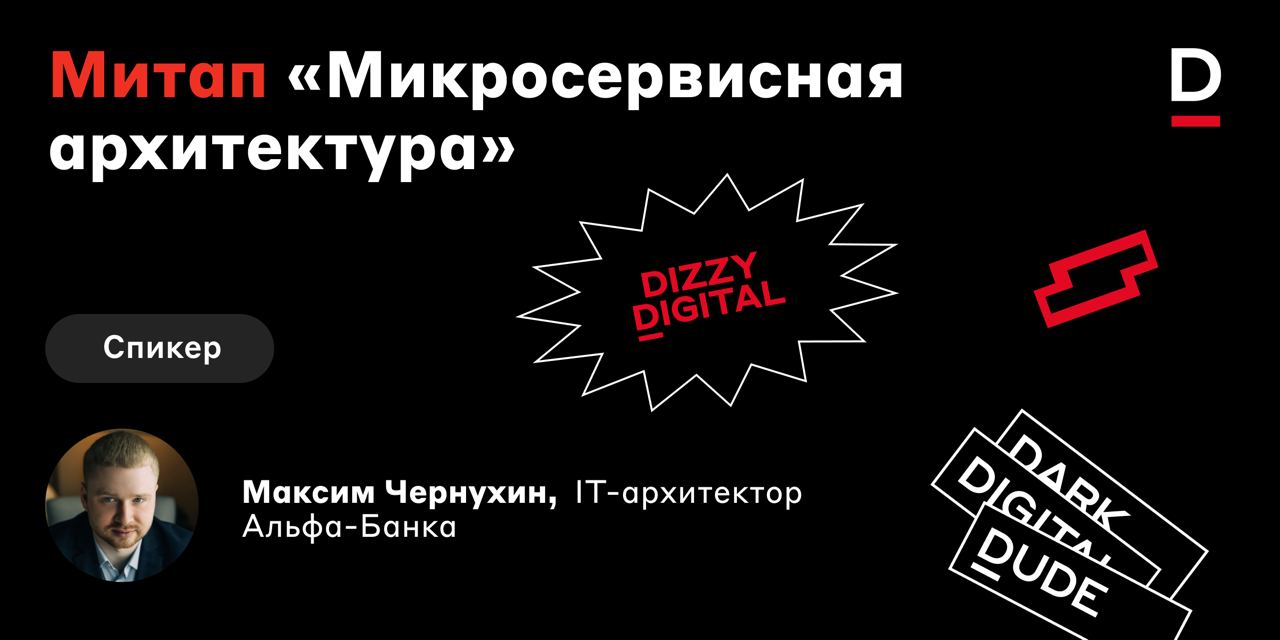 Митап «Микросервисная
архитектура»
D
DIZZY
DIGITAL
Спикер
Максим Чернухин, IT-архитектор
Альфа-Банка
DARK
DIGITAL
DUDE